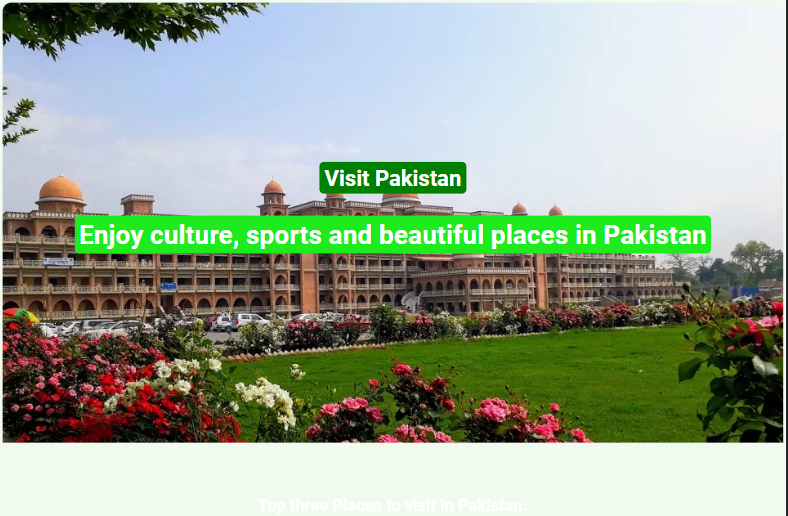 Visit Pakistan
Enjoy culture, sports and beautiful places in Pakistan
Top three Places to visit in Pakistan.